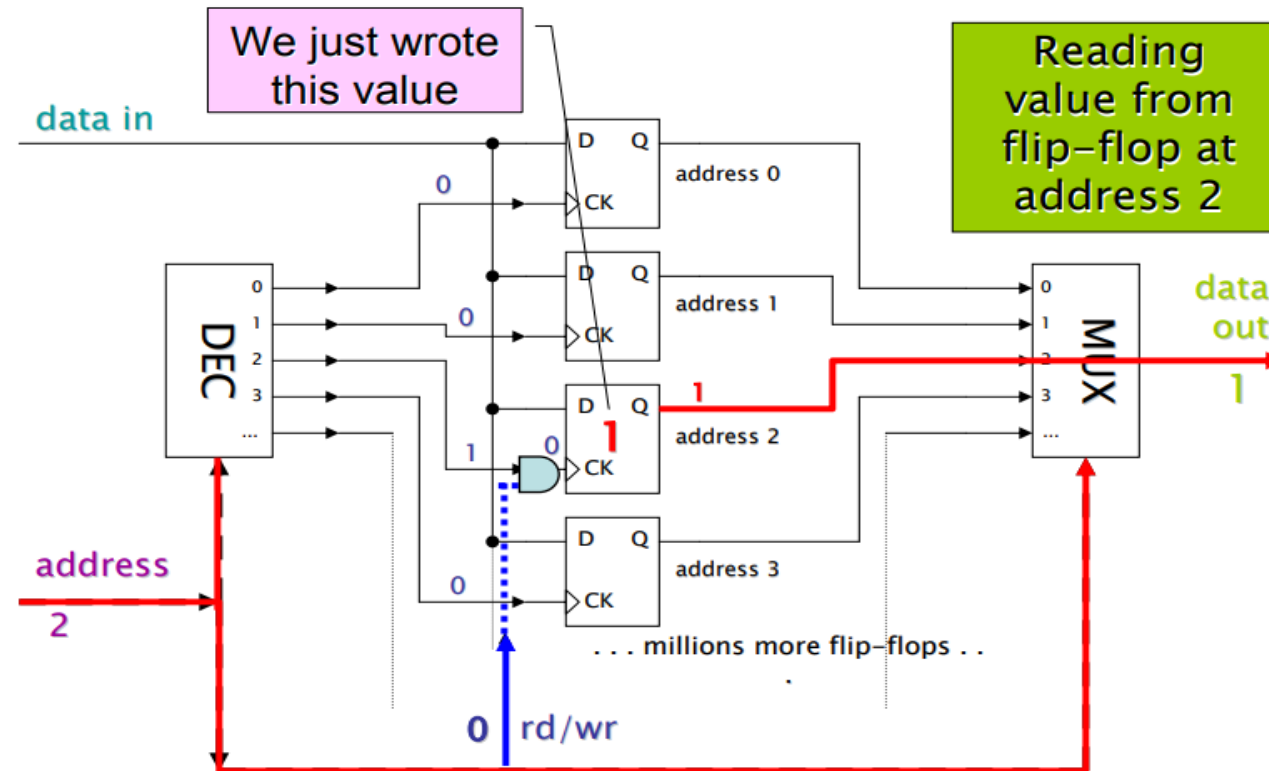 We just wrote
this value
Reading
value from
flip-flop at
address 2
data in
D Q
CK
address 0
0
D Q
CK
address 1
0
D Q
CK
1
address 2
1
1
0
D Q
CK
address 3
0
DEC
0
1
2
3
...
MUX
0
1
2
3
...
data
out
1
address
2
. . . millions more flip-flops . .
.
0 rd/wr